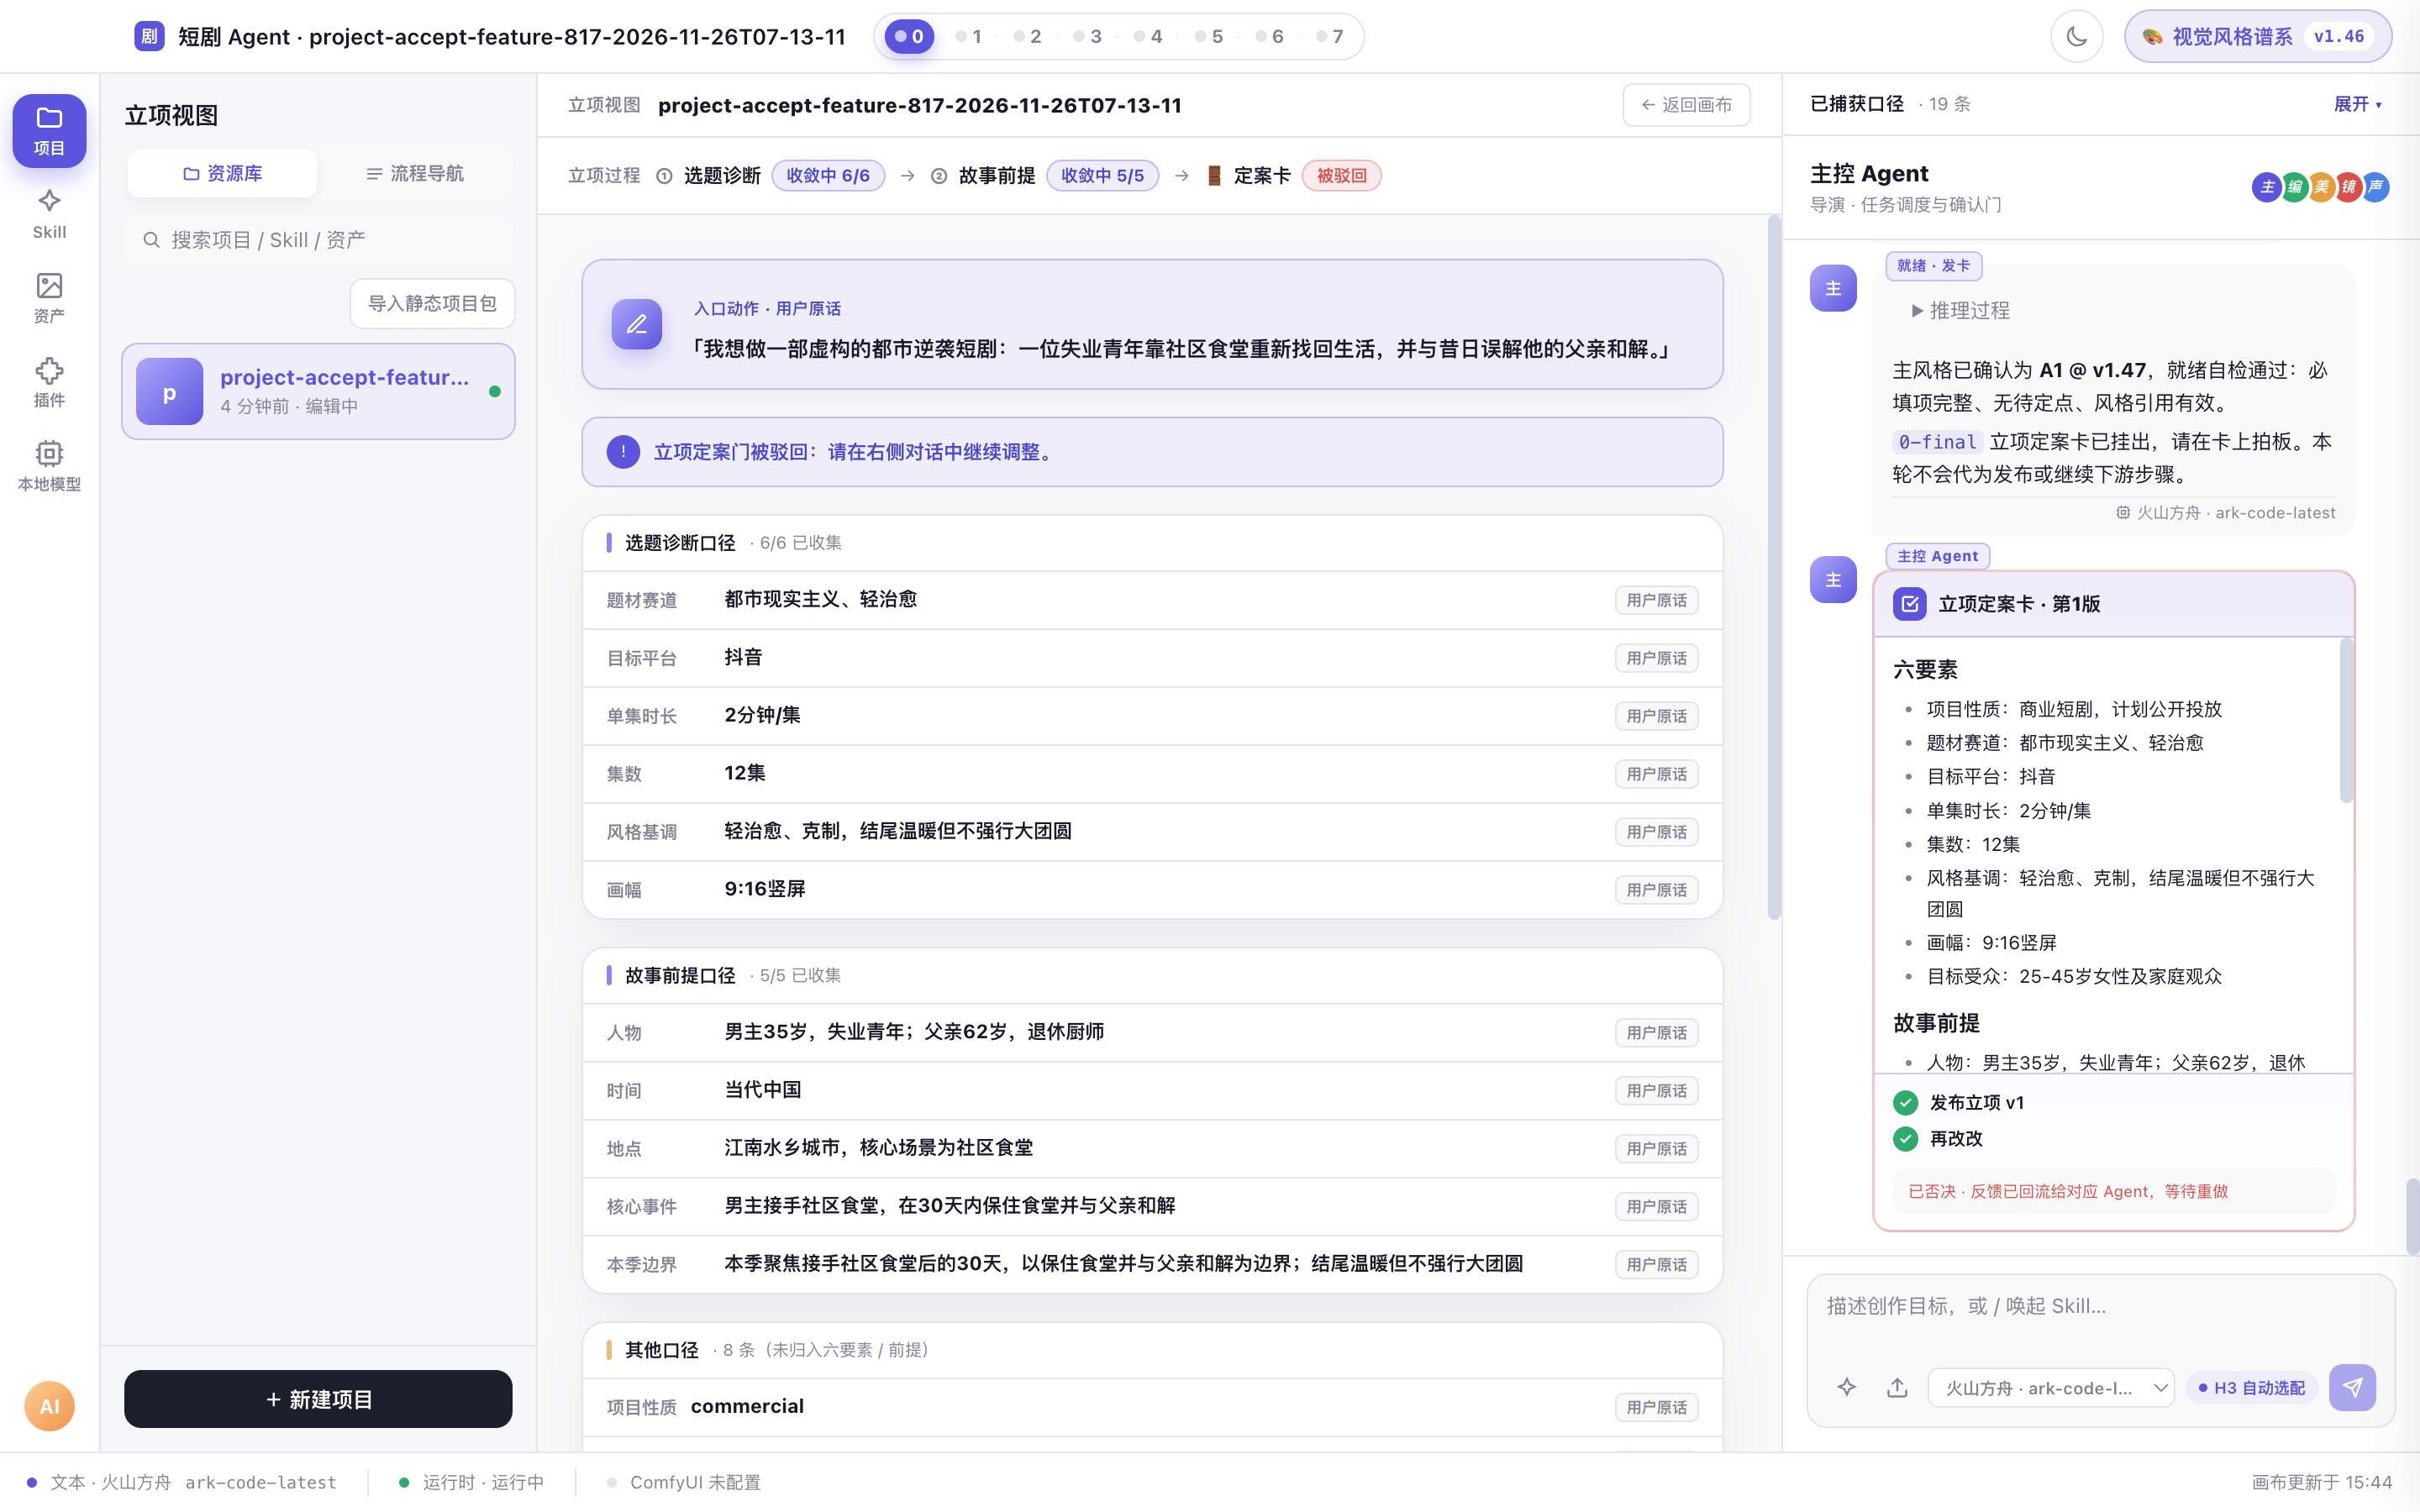 剧 短剧 Agent · project-accept-feature-817-2026-11-26T07-13-11
0 1 2 3 4 5 6 7
视觉风格谱系 v1.46
项目
Skill
资产
插件
本地模型
AI
立项视图
资源库
流程导航
搜索项目 / Skill / 资产
导入静态项目包
p
project-accept-featur...
4 分钟前 · 编辑中
+ 新建项目
立项视图 project-accept-feature-817-2026-11-26T07-13-11
← 返回画布
立项过程 ① 选题诊断 收敛中 6/6 → ② 故事前提 收敛中 5/5 → 定案卡 被驳回
入口动作 · 用户原话
「我想做一部虚构的都市逆袭短剧：一位失业青年靠社区食堂重新找回生活，并与昔日误解他的父亲和解。」
! 立项定案门被驳回：请在右侧对话中继续调整。
选题诊断口径 · 6/6 已收集
题材赛道 都市现实主义、轻治愈 用户原话
目标平台 抖音 用户原话
单集时长 2分钟/集 用户原话
集数 12集 用户原话
风格基调 轻治愈、克制，结尾温暖但不强行大团圆 用户原话
画幅 9:16竖屏 用户原话
故事前提口径 · 5/5 已收集
人物 男主35岁，失业青年；父亲62岁，退休厨师 用户原话
时间 当代中国 用户原话
地点 江南水乡城市，核心场景为社区食堂 用户原话
核心事件 男主接手社区食堂，在30天内保住食堂并与父亲和解 用户原话
本季边界 本季聚焦接手社区食堂后的30天，以保住食堂并与父亲和解为边界；结尾温暖但不强行大团圆 用户原话
其他口径 · 8 条（未归入六要素 / 前提）
项目性质 commercial 用户原话
已捕获口径 · 19 条
展开 ▾
主控 Agent
导演 · 任务调度与确认门
主 编 美 镜 声
主
就绪 · 发卡
▶ 推理过程
主风格已确认为 A1 @ v1.47，就绪自检通过：必
填项完整、无待定点、风格引用有效。
0-final 立项定案卡已挂出，请在卡上拍板。本
轮不会代为发布或继续下游步骤。
火山方舟 · ark-code-latest
主
主控 Agent
立项定案卡 · 第1版
六要素
• 项目性质：商业短剧，计划公开投放
• 题材赛道：都市现实主义、轻治愈
• 目标平台：抖音
• 单集时长：2分钟/集
• 集数：12集
• 风格基调：轻治愈、克制，结尾温暖但不强行大
团圆
• 画幅：9:16竖屏
• 目标受众：25-45岁女性及家庭观众
故事前提
• 人物：男主35岁，失业青年；父亲62岁，退休
发布立项 v1
再改改
已否决 · 反馈已回流给对应 Agent，等待重做
描述创作目标，或 / 唤起 Skill...
火山方舟 · ark-code-l...
H3 自动选配
文本 · 火山方舟 ark-code-latest
运行时 · 运行中
ComfyUI 未配置
画布更新于 15:44